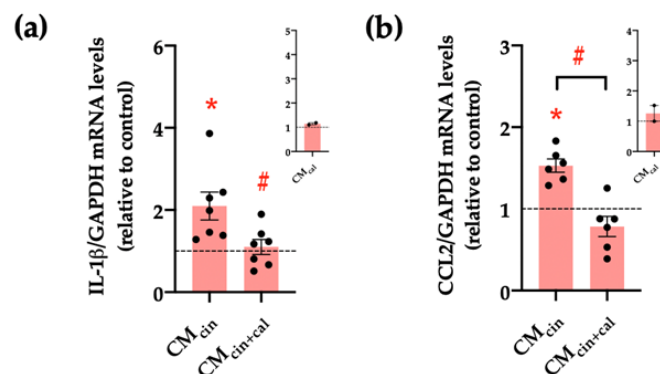 (a)
IL-1β/GAPDH mRNA levels
(relative to control)
6
4
2
0
*
#
CMcin
CMcin+cal
5
4
3
2
1
0
CMcal
(b)
CCL2/GAPDH mRNA levels
(relative to control)
3
2
1
0
#
*
CMcin
CMcin+cal
4
3
2
1
0
CMcal